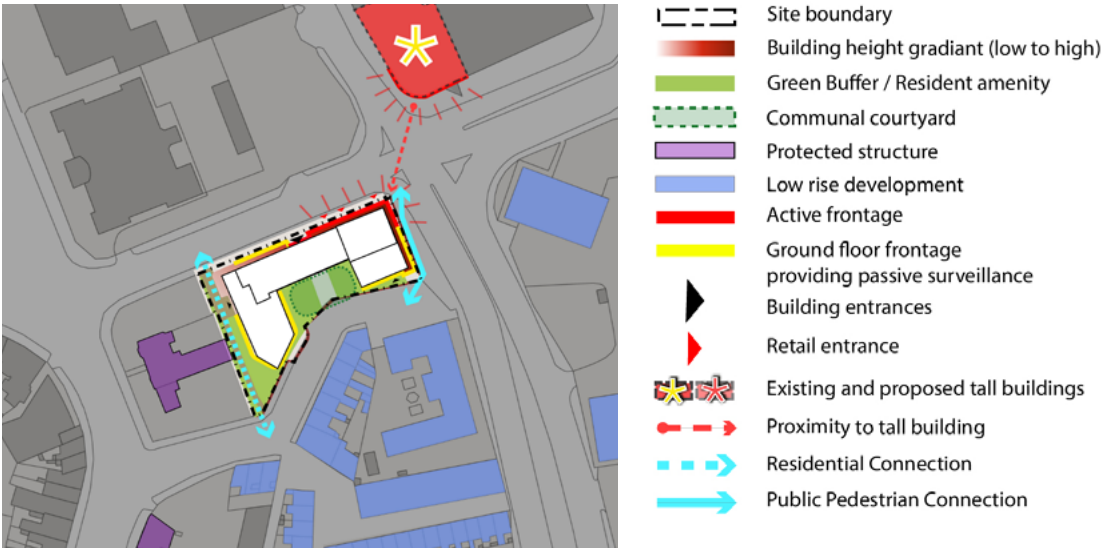 Site boundary
Building height gradiant (low to high)
Green Buffer / Resident amenity
Communal courtyard
Protected structure
Low rise development
Active frontage
Ground floor frontage
providing passive surveillance
Building entrances
Retail entrance
Existing and proposed tall buildings
Proximity to tall building
Residential Connection
Public Pedestrian Connection